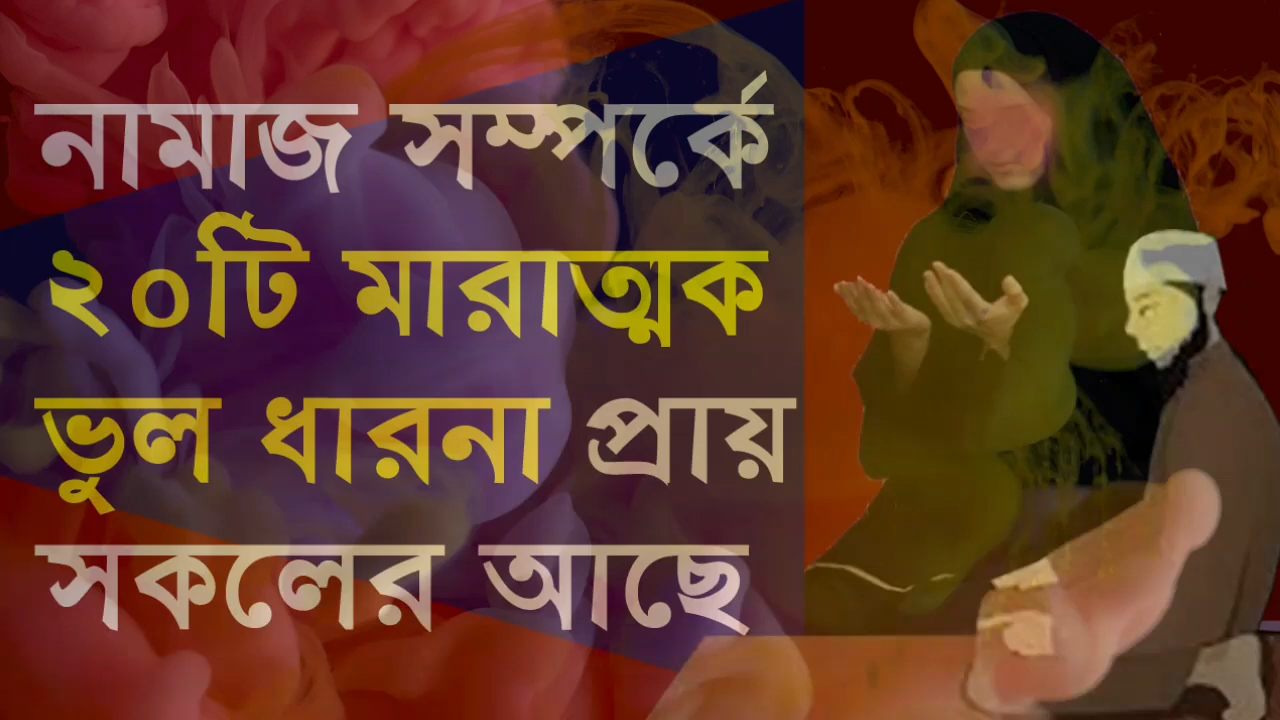 নামাজ সম্পর্কে
২০টি মারাত্মক
ভুল ধারনা প্রায়
সকলের আছে